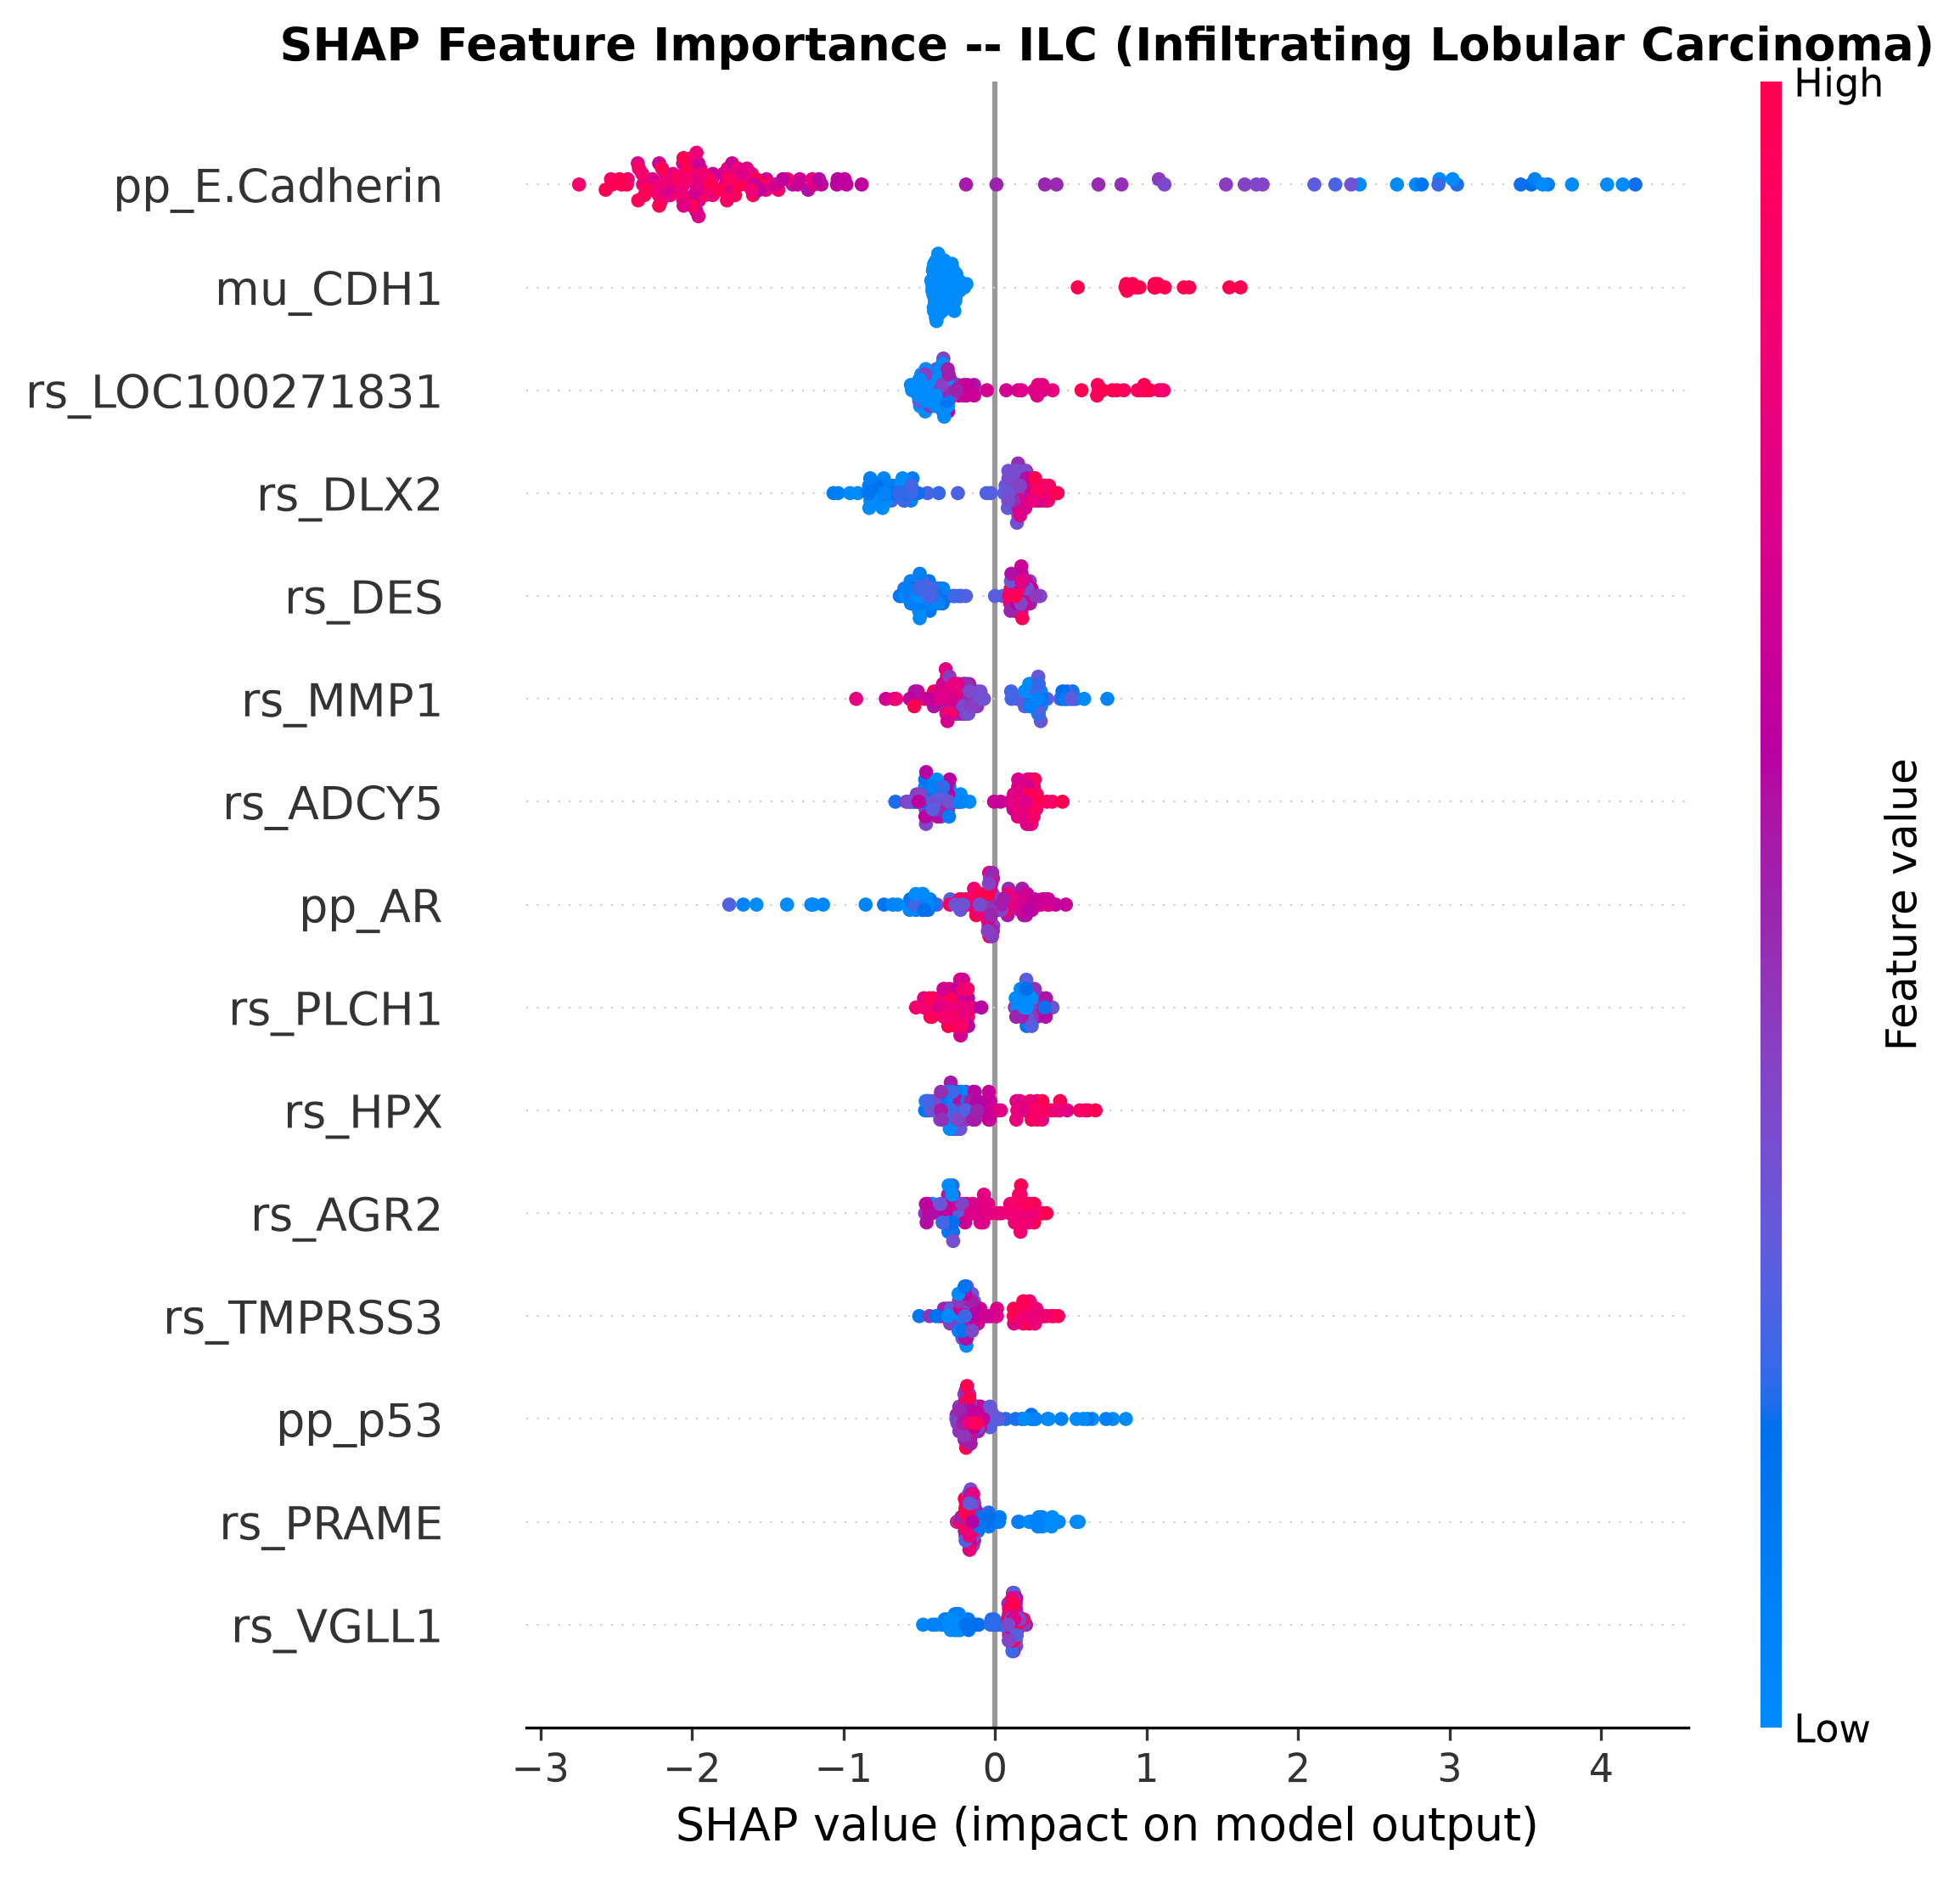 SHAP Feature Importance -- ILC (Infiltrating Lobular Carcinoma)
High
pp_E.Cadherin
mu_CDH1
rs_LOC100271831
rs_DLX2
rs_DES
rs_MMP1
rs_ADCY5
pp_AR
rs_PLCH1
rs_HPX
rs_AGR2
rs_TMPRSS3
pp_p53
rs_PRAME
rs_VGLL1
Feature value
Low
−3 −2 −1 0 1 2 3 4
SHAP value (impact on model output)